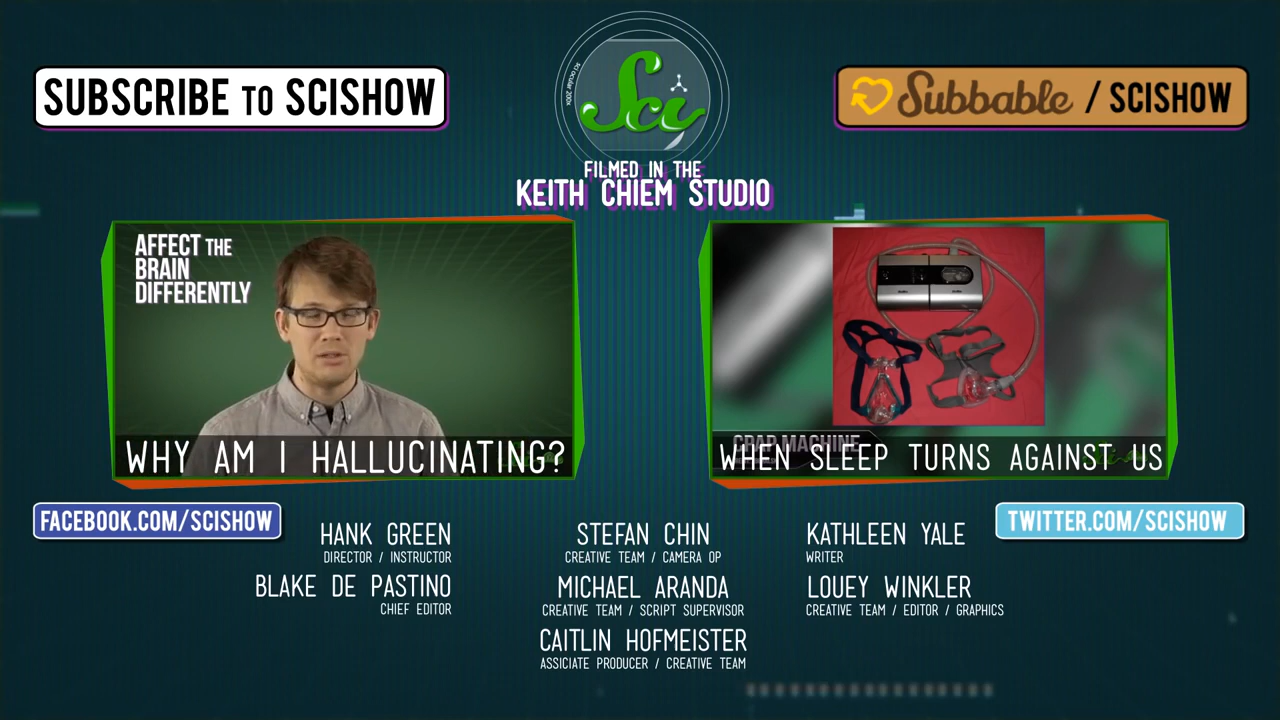 SUBSCRIBE TO SCISHOW
Sci
Subbable / SCISHOW
FILMED IN THE
KEITH CHIEM STUDIO
AFFECT THE
BRAIN
DIFFERENTLY
WHY AM I HALLUCINATING?
CPAP MACHINE
WHEN SLEEP TURNS AGAINST US
FACEBOOK.COM/SCISHOW
TWITTER.COM/SCISHOW
HANK GREEN
DIRECTOR / INSTRUCTOR
BLAKE DE PASTINO
CHIEF EDITOR
STEFAN CHIN
CREATIVE TEAM / CAMERA OP
MICHAEL ARANDA
CREATIVE TEAM / SCRIPT SUPERVISOR
CAITLIN HOFMEISTER
ASSICIATE PRODUCER / CREATIVE TEAM
KATHLEEN YALE
WRITER
LOUEY WINKLER
CREATIVE TEAM / EDITOR / GRAPHICS